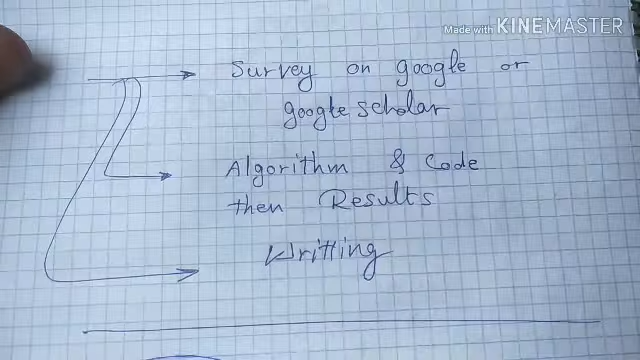 Made with KINEMASTER
Survey on google or
google scholar
Algorithm & Code
then Results
Writting